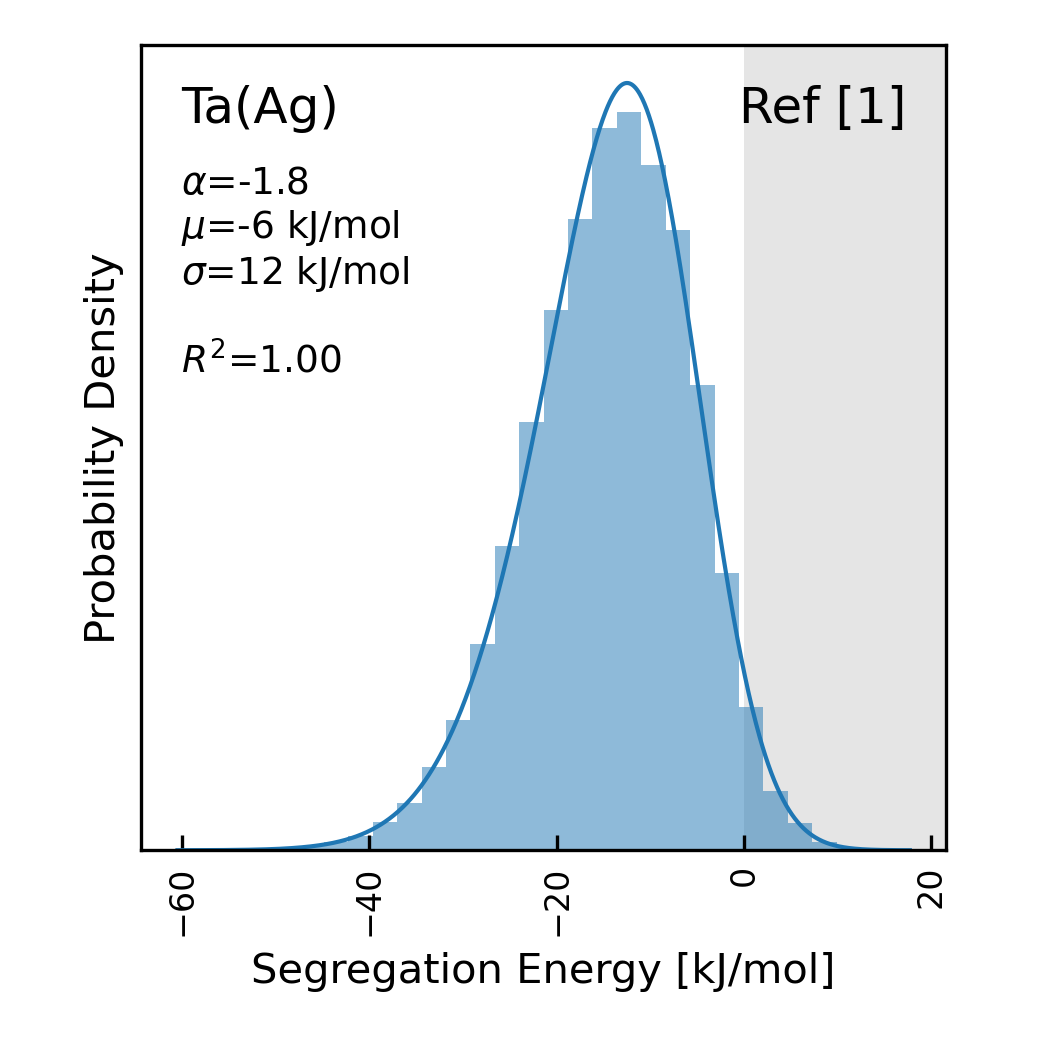 Ta(Ag)
Ref [1]
α=-1.8
μ=-6 kJ/mol
σ=12 kJ/mol
R²=1.00
Probability Density
−60
−40
−20
0
20
Segregation Energy [kJ/mol]